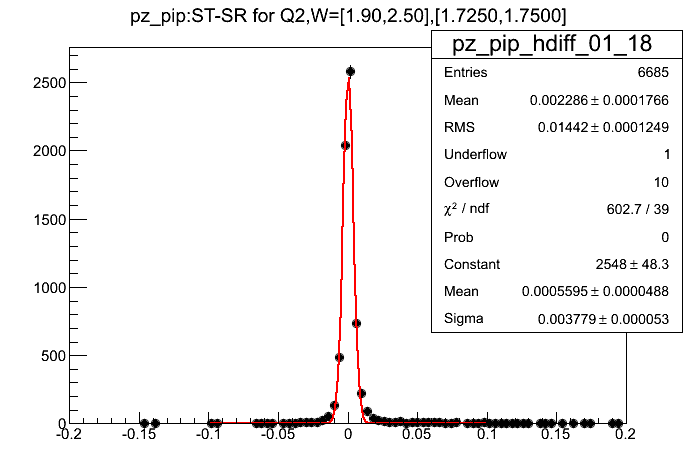 pz_pip:ST-SR for Q2,W=[1.90,2.50],[1.7250,1.7500]
pz_pip_hdiff_01_18
Entries 6685
Mean 0.002286 ± 0.0001766
RMS 0.01442 ± 0.0001249
Underflow 1
Overflow 10
χ² / ndf 602.7 / 39
Prob 0
Constant 2548 ± 48.3
Mean 0.0005595 ± 0.0000488
Sigma 0.003779 ± 0.000053
2500
2000
1500
1000
500
0
-0.2 -0.15 -0.1 -0.05 0 0.05 0.1 0.15 0.2